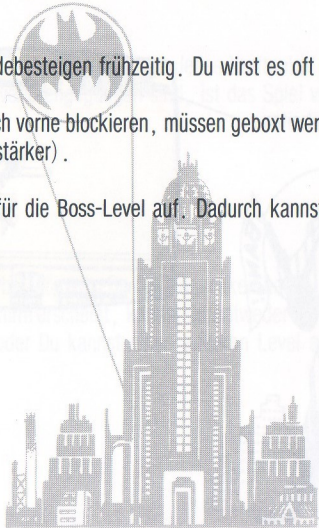 debesteigen frühzeitig. Du wirst es oft
ch vorne blockieren, müssen geboxt wer
stärker).
für die Boss-Level auf. Dadurch kannst